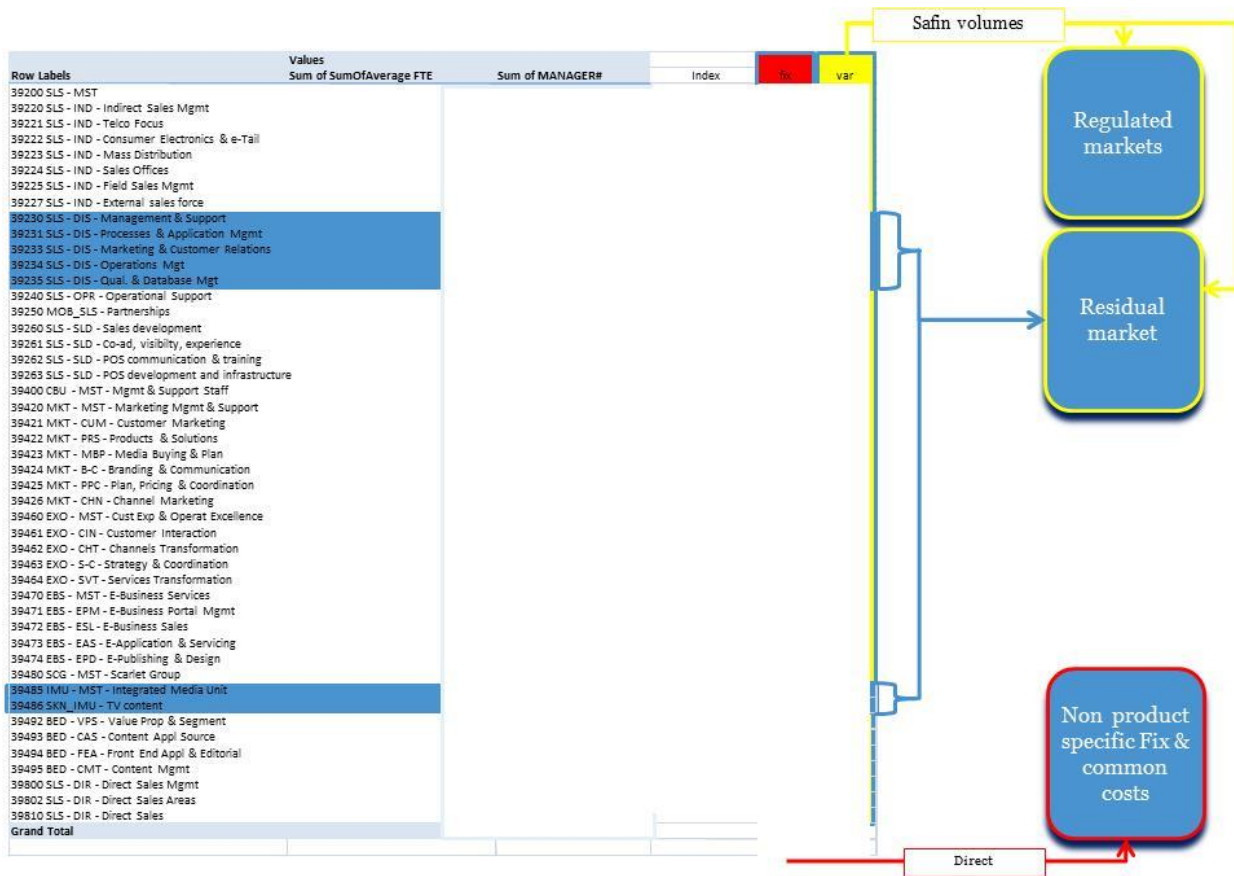 Safin volumes
Values
Row Labels Sum of SumOfAverage FTE Sum of MANAGER# Index fix var
39200 SLS - MST
39220 SLS - IND - Indirect Sales Mgmt
39221 SLS - IND - Telco Focus
39222 SLS - IND - Consumer Electronics & e-Tail
39223 SLS - IND - Mass Distribution
39224 SLS - IND - Sales Offices
39225 SLS - IND - Field Sales Mgmt
39227 SLS - IND - External sales force
39230 SLS - DIS - Management & Support
39231 SLS - DIS - Processes & Application Mgmt
39233 SLS - DIS - Marketing & Customer Relations
39234 SLS - DIS - Operations Mgt
39235 SLS - DIS - Qual. & Database Mgt
39240 SLS - OPR - Operational Support
39250 MOB_SLS - Partnerships
39260 SLS - SLD - Sales development
39261 SLS - SLD - Co-ad, visibilty, experience
39262 SLS - SLD - POS communication & training
39263 SLS - SLD - POS development and infrastructure
39400 CBU - MST - Mgmt & Support Staff
39420 MKT - MST - Marketing Mgmt & Support
39421 MKT - CUM - Customer Marketing
39422 MKT - PRS - Products & Solutions
39423 MKT - MBP - Media Buying & Plan
39424 MKT - B-C - Branding & Communication
39425 MKT - PPC - Plan, Pricing & Coordination
39426 MKT - CHN - Channel Marketing
39460 EXO - MST - Cust Exp & Operat Excellence
39461 EXO - CIN - Customer Interaction
39462 EXO - CHT - Channels Transformation
39463 EXO - S-C - Strategy & Coordination
39464 EXO - SVT - Services Transformation
39470 EBS - MST - E-Business Services
39471 EBS - EPM - E-Business Portal Mgmt
39472 EBS - ESL - E-Business Sales
39473 EBS - EAS - E-Application & Servicing
39474 EBS - EPD - E-Publishing & Design
39480 SCG - MST - Scarlet Group
39485 IMU - MST - Integrated Media Unit
39486 SKN_IMU - TV content
39492 BED - VPS - Value Prop & Segment
39493 BED - CAS - Content Appl Source
39494 BED - FEA - Front End Appl & Editorial
39495 BED - CMT - Content Mgmt
39800 SLS - DIR - Direct Sales Mgmt
39802 SLS - DIR - Direct Sales Areas
39810 SLS - DIR - Direct Sales
Grand Total
Regulated
markets
Residual
market
Non product
specific Fix &
common
costs
Direct